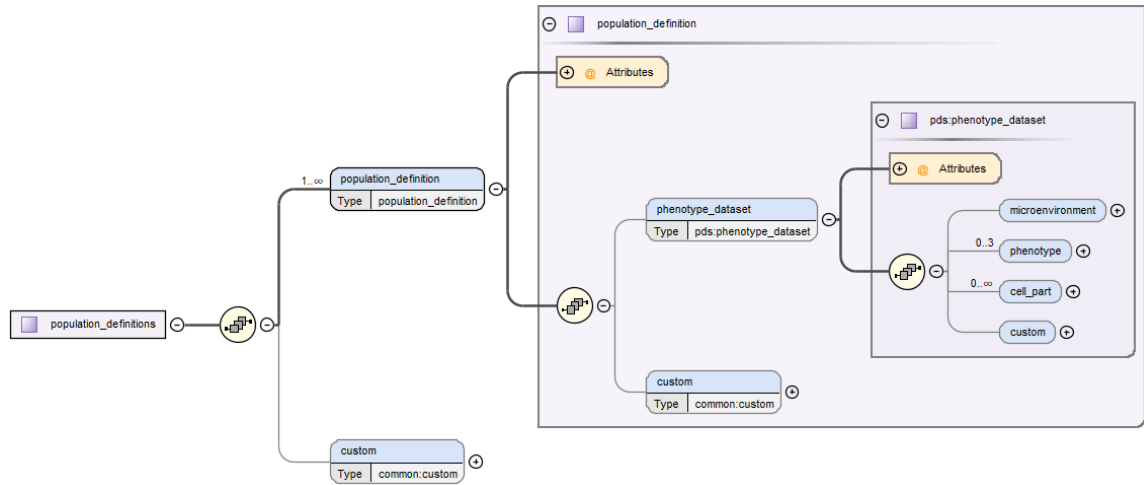 population_definition
@ Attributes
pds:phenotype_dataset
@ Attributes
1..∞
population_definition
Type population_definition
phenotype_dataset
Type pds:phenotype_dataset
microenvironment
0..3
phenotype
0..∞
cell_part
custom
population_definitions
custom
Type common:custom
custom
Type common:custom